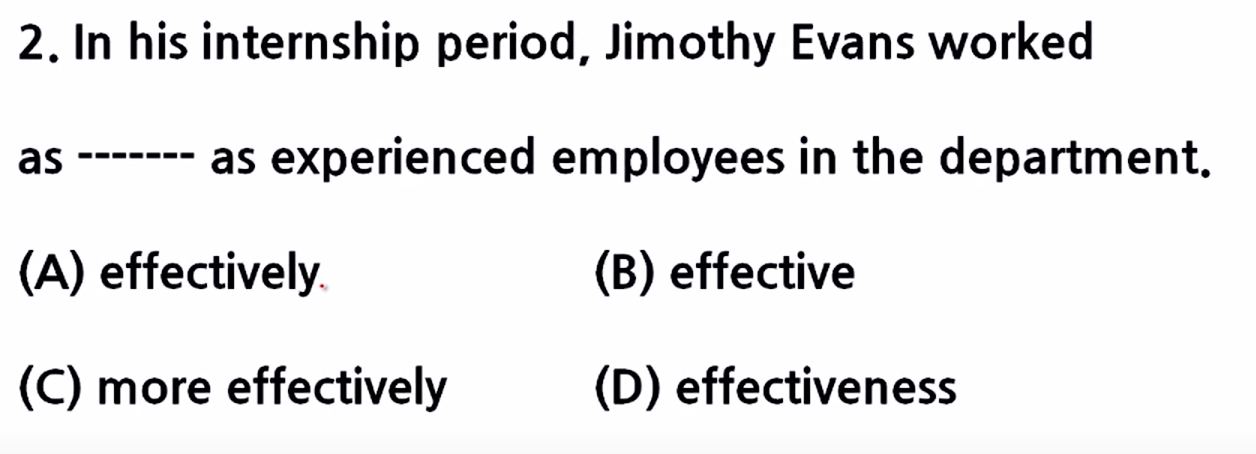 2. In his internship period, Jimothy Evans worked
as ------- as experienced employees in the department.
(A) effectively (B) effective
(C) more effectively (D) effectiveness